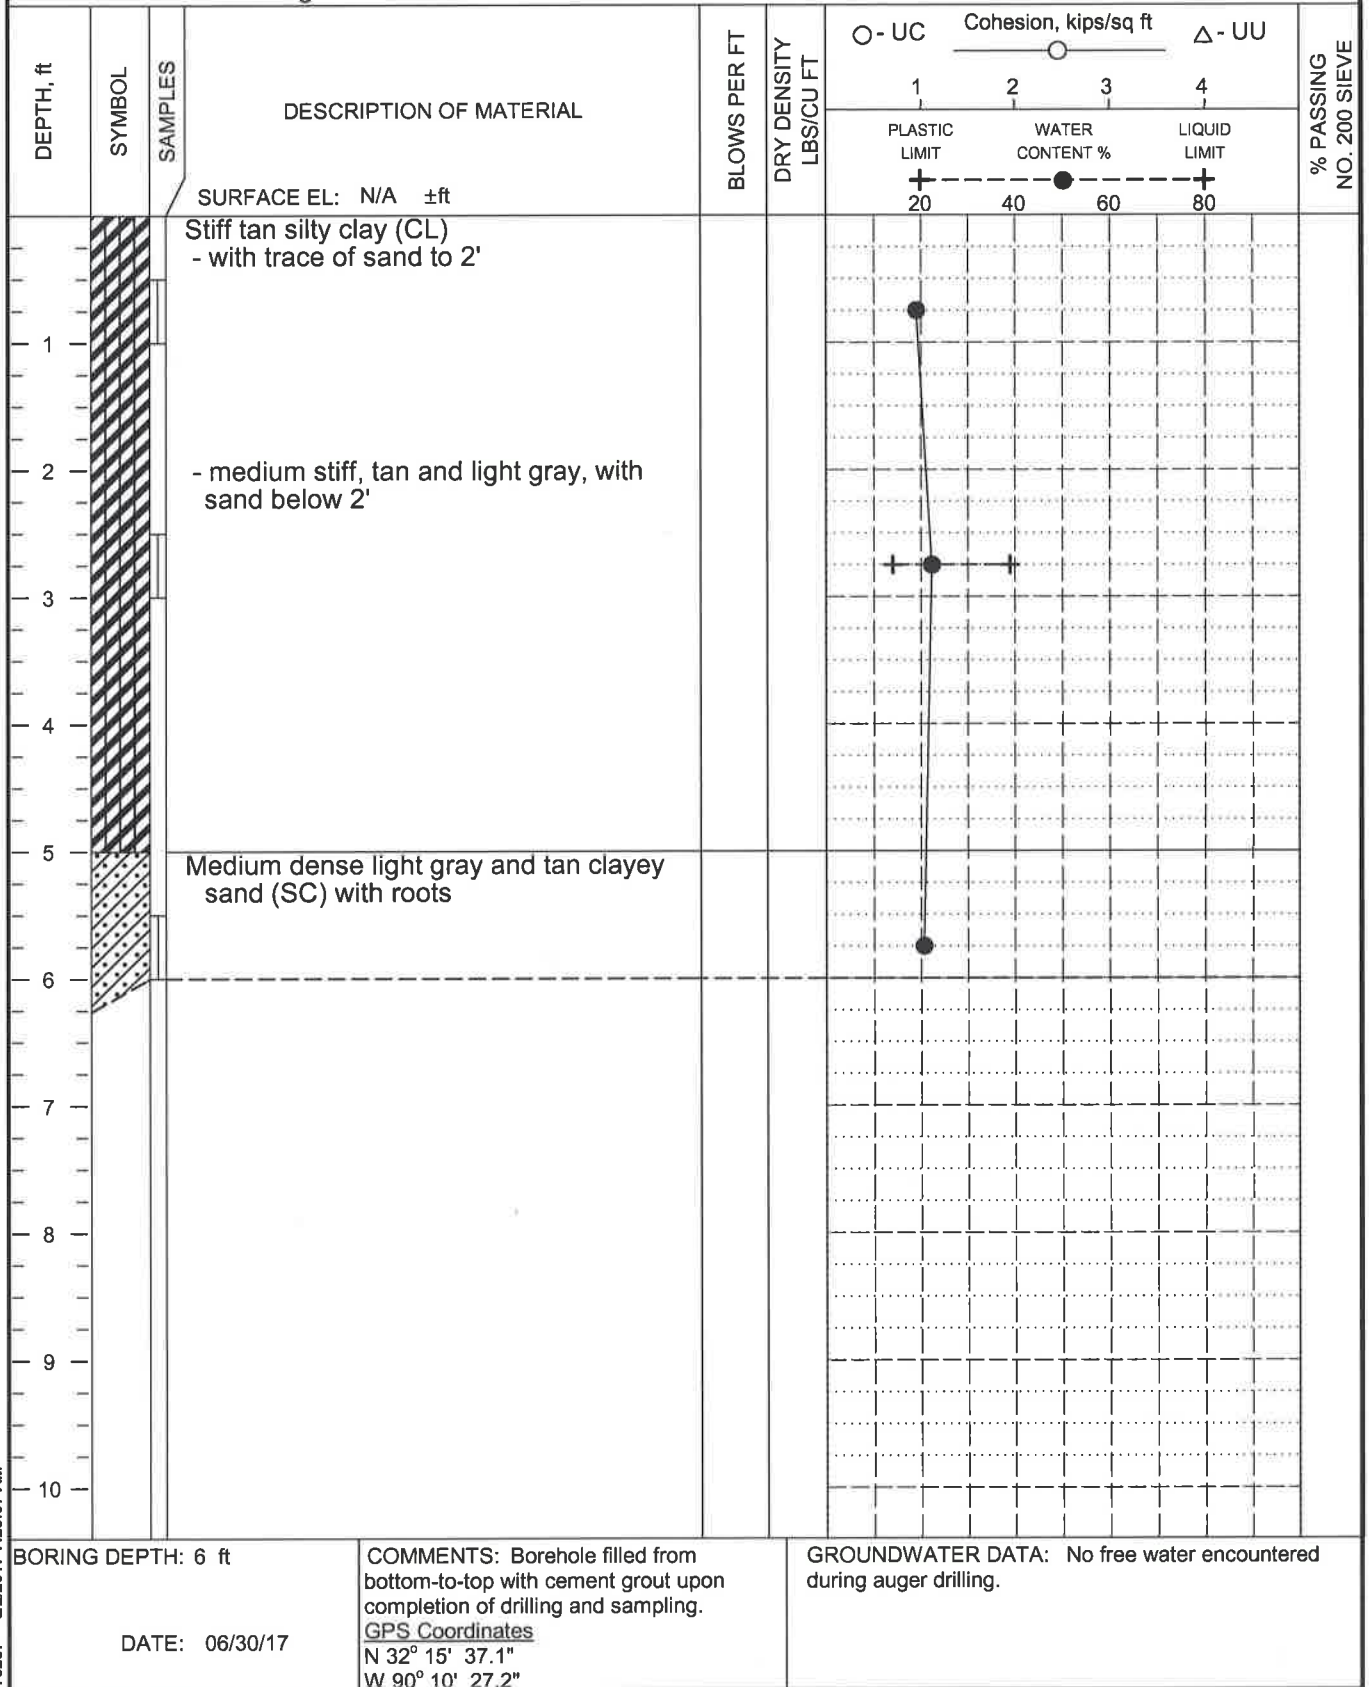 DEPTH, ft
SYMBOL
SAMPLES
DESCRIPTION OF MATERIAL
SURFACE EL: N/A ±ft
BLOWS PER FT
DRY DENSITY
LBS/CU FT
O - UC
Cohesion, kips/sq ft
Δ - UU
1 2 3 4
PLASTIC
LIMIT
WATER
CONTENT %
LIQUID
LIMIT
20 40 60 80
% PASSING
NO. 200 SIEVE
Stiff tan silty clay (CL)
- with trace of sand to 2'
1
2
- medium stiff, tan and light gray, with
sand below 2'
3
4
5
Medium dense light gray and tan clayey
sand (SC) with roots
6
7
8
9
10
BORING DEPTH: 6 ft
DATE: 06/30/17
COMMENTS: Borehole filled from
bottom-to-top with cement grout upon
completion of drilling and sampling.
GPS Coordinates
N 32° 15' 37.1"
W 90° 10' 27.2"
GROUNDWATER DATA: No free water encountered
during auger drilling.